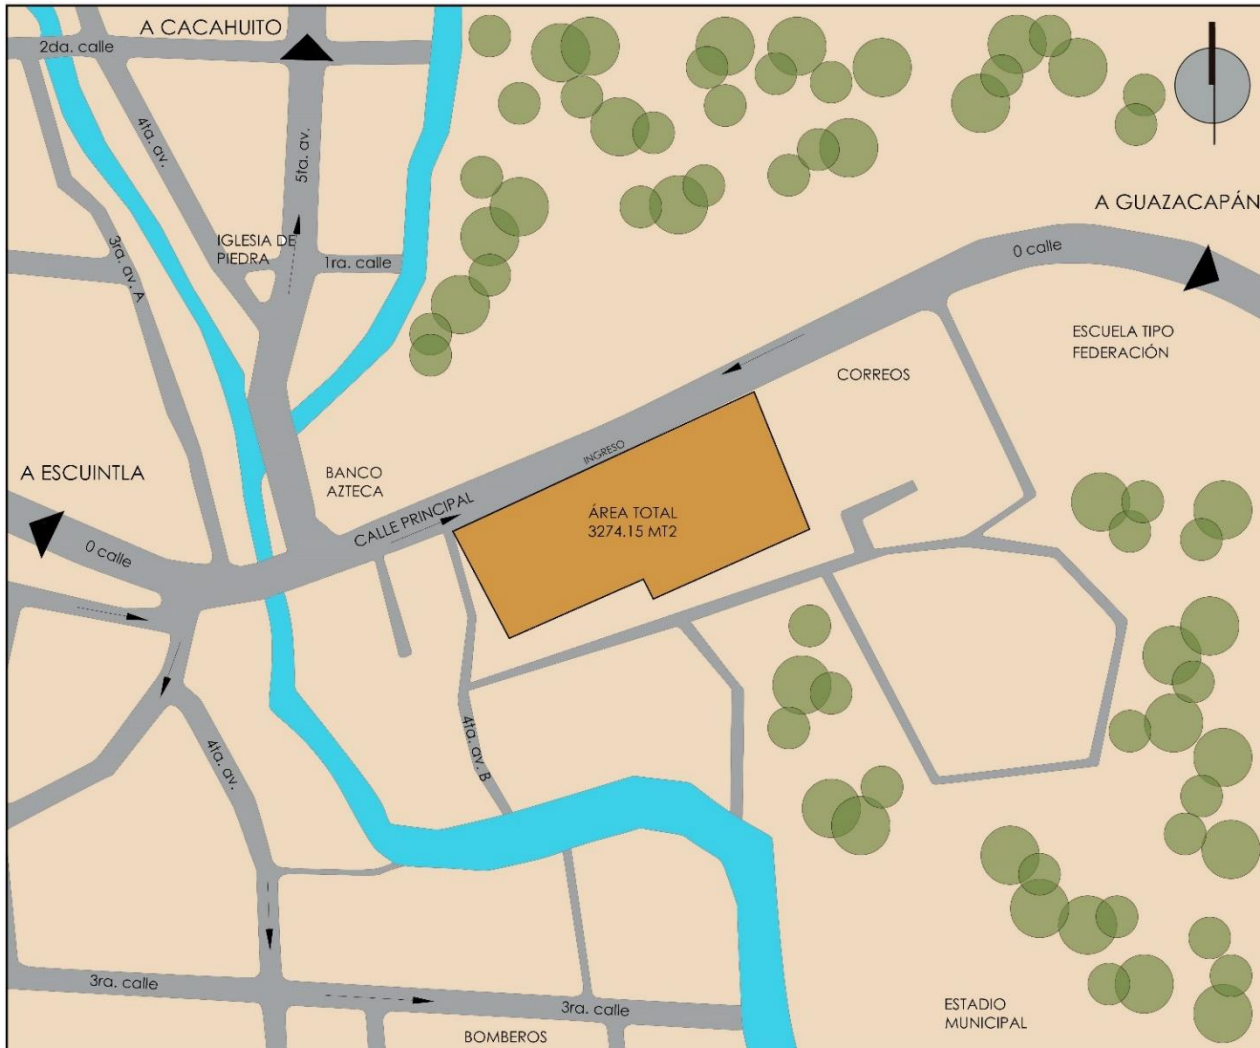 A CACAHUITO
2da. calle
4ta. av.
5ta. av.
A GUAZACAPÁN
3ra. av. A
IGLESIA DE
PIEDRA
1ra. calle
0 calle
ESCUELA TIPO
FEDERACIÓN
CORREOS
INGRESO
A ESCUINTLA
BANCO
AZTECA
CALLE PRINCIPAL
ÁREA TOTAL
3274.15 MT2
0 calle
4ta. av.
4ta. av. B
3ra. calle
3ra. calle
BOMBEROS
ESTADIO
MUNICIPAL